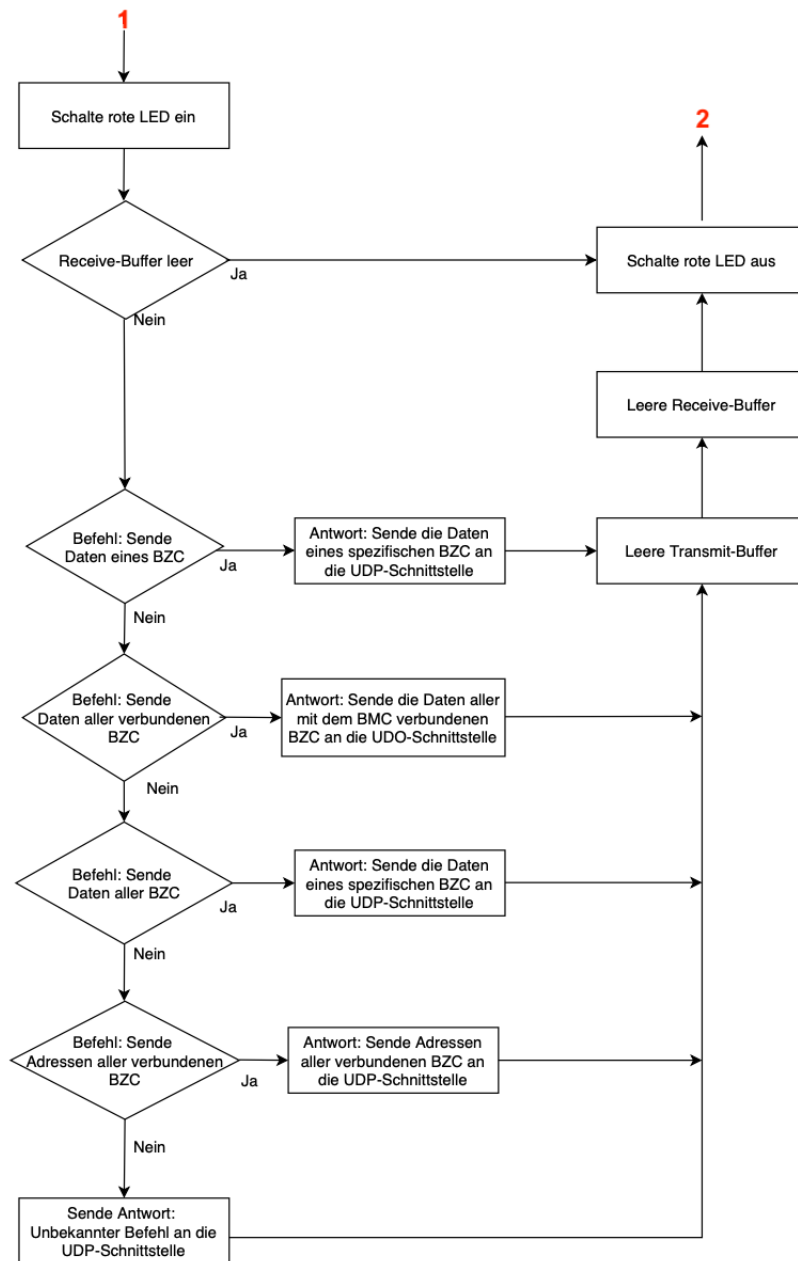 1
Schalte rote LED ein
2
Receive-Buffer leer
Ja
Schalte rote LED aus
Nein
Leere Receive-Buffer
Befehl: Sende
Daten eines BZC
Ja
Antwort: Sende die Daten
eines spezifischen BZC an
die UDP-Schnittstelle
Leere Transmit-Buffer
Nein
Befehl: Sende
Daten aller verbundenen
BZC
Ja
Antwort: Sende die Daten aller
mit dem BMC verbundenen
BZC an die UDO-Schnittstelle
Nein
Befehl: Sende
Daten aller BZC
Ja
Antwort: Sende die Daten
eines spezifischen BZC an
die UDP-Schnittstelle
Nein
Befehl: Sende
Adressen aller verbundenen
BZC
Ja
Antwort: Sende Adressen
aller verbundenen BZC an
die UDP-Schnittstelle
Nein
Sende Antwort:
Unbekannter Befehl an die
UDP-Schnittstelle